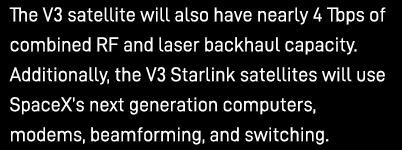 The V3 satellite will also have nearly 4 Tbps of
combined RF and laser backhaul capacity.
Additionally, the V3 Starlink satellites will use
SpaceX's next generation computers,
modems, beamforming, and switching.